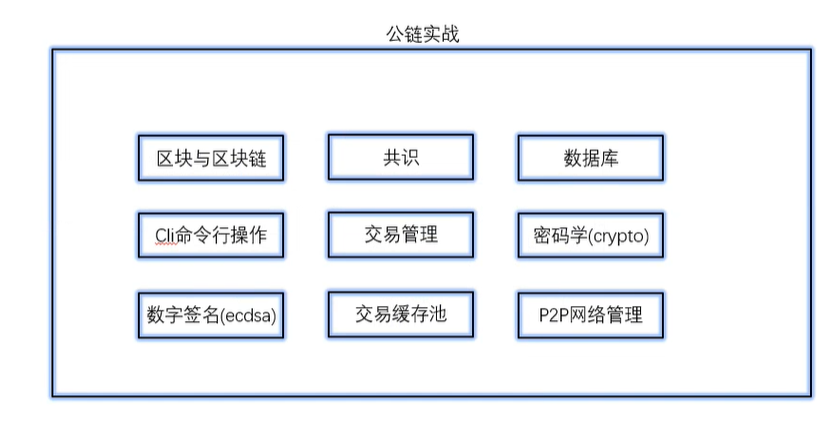 公链实战
区块与区块链
共识
数据库
Cli命令行操作
交易管理
密码学(crypto)
数字签名(ecdsa)
交易缓存池
P2P网络管理